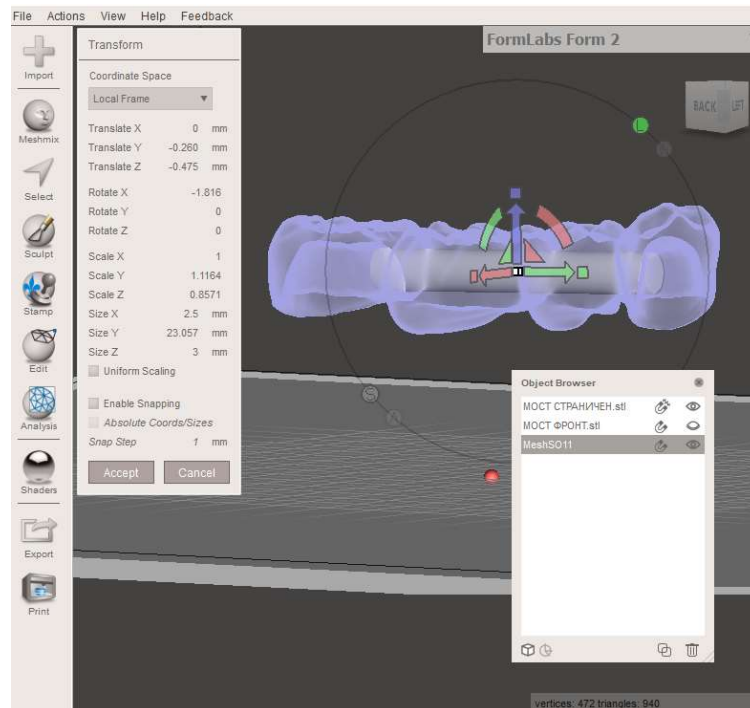 File Actions View Help Feedback
FormLabs Form 2
Import
Meshmix
Select
Sculpt
Stamp
Edit
Analysis
Shaders
Export
Print
Transform
Coordinate Space
Local Frame
Translate X 0 mm
Translate Y -0.260 mm
Translate Z -0.475 mm
Rotate X -1.816
Rotate Y 0
Rotate Z 0
Scale X 1
Scale Y 1.1164
Scale Z 0.8571
Size X 2.5 mm
Size Y 23.057 mm
Size Z 3 mm
Uniform Scaling
Enable Snapping
Absolute Coords/Sizes
Snap Step 1 mm
Accept Cancel
BACK LEFT
L
S
A
Object Browser
МОСТ СТРАНИЧЕН.stl
МОСТ ФРОНТ.stl
MeshSO11
vertices: 472 triangles: 940